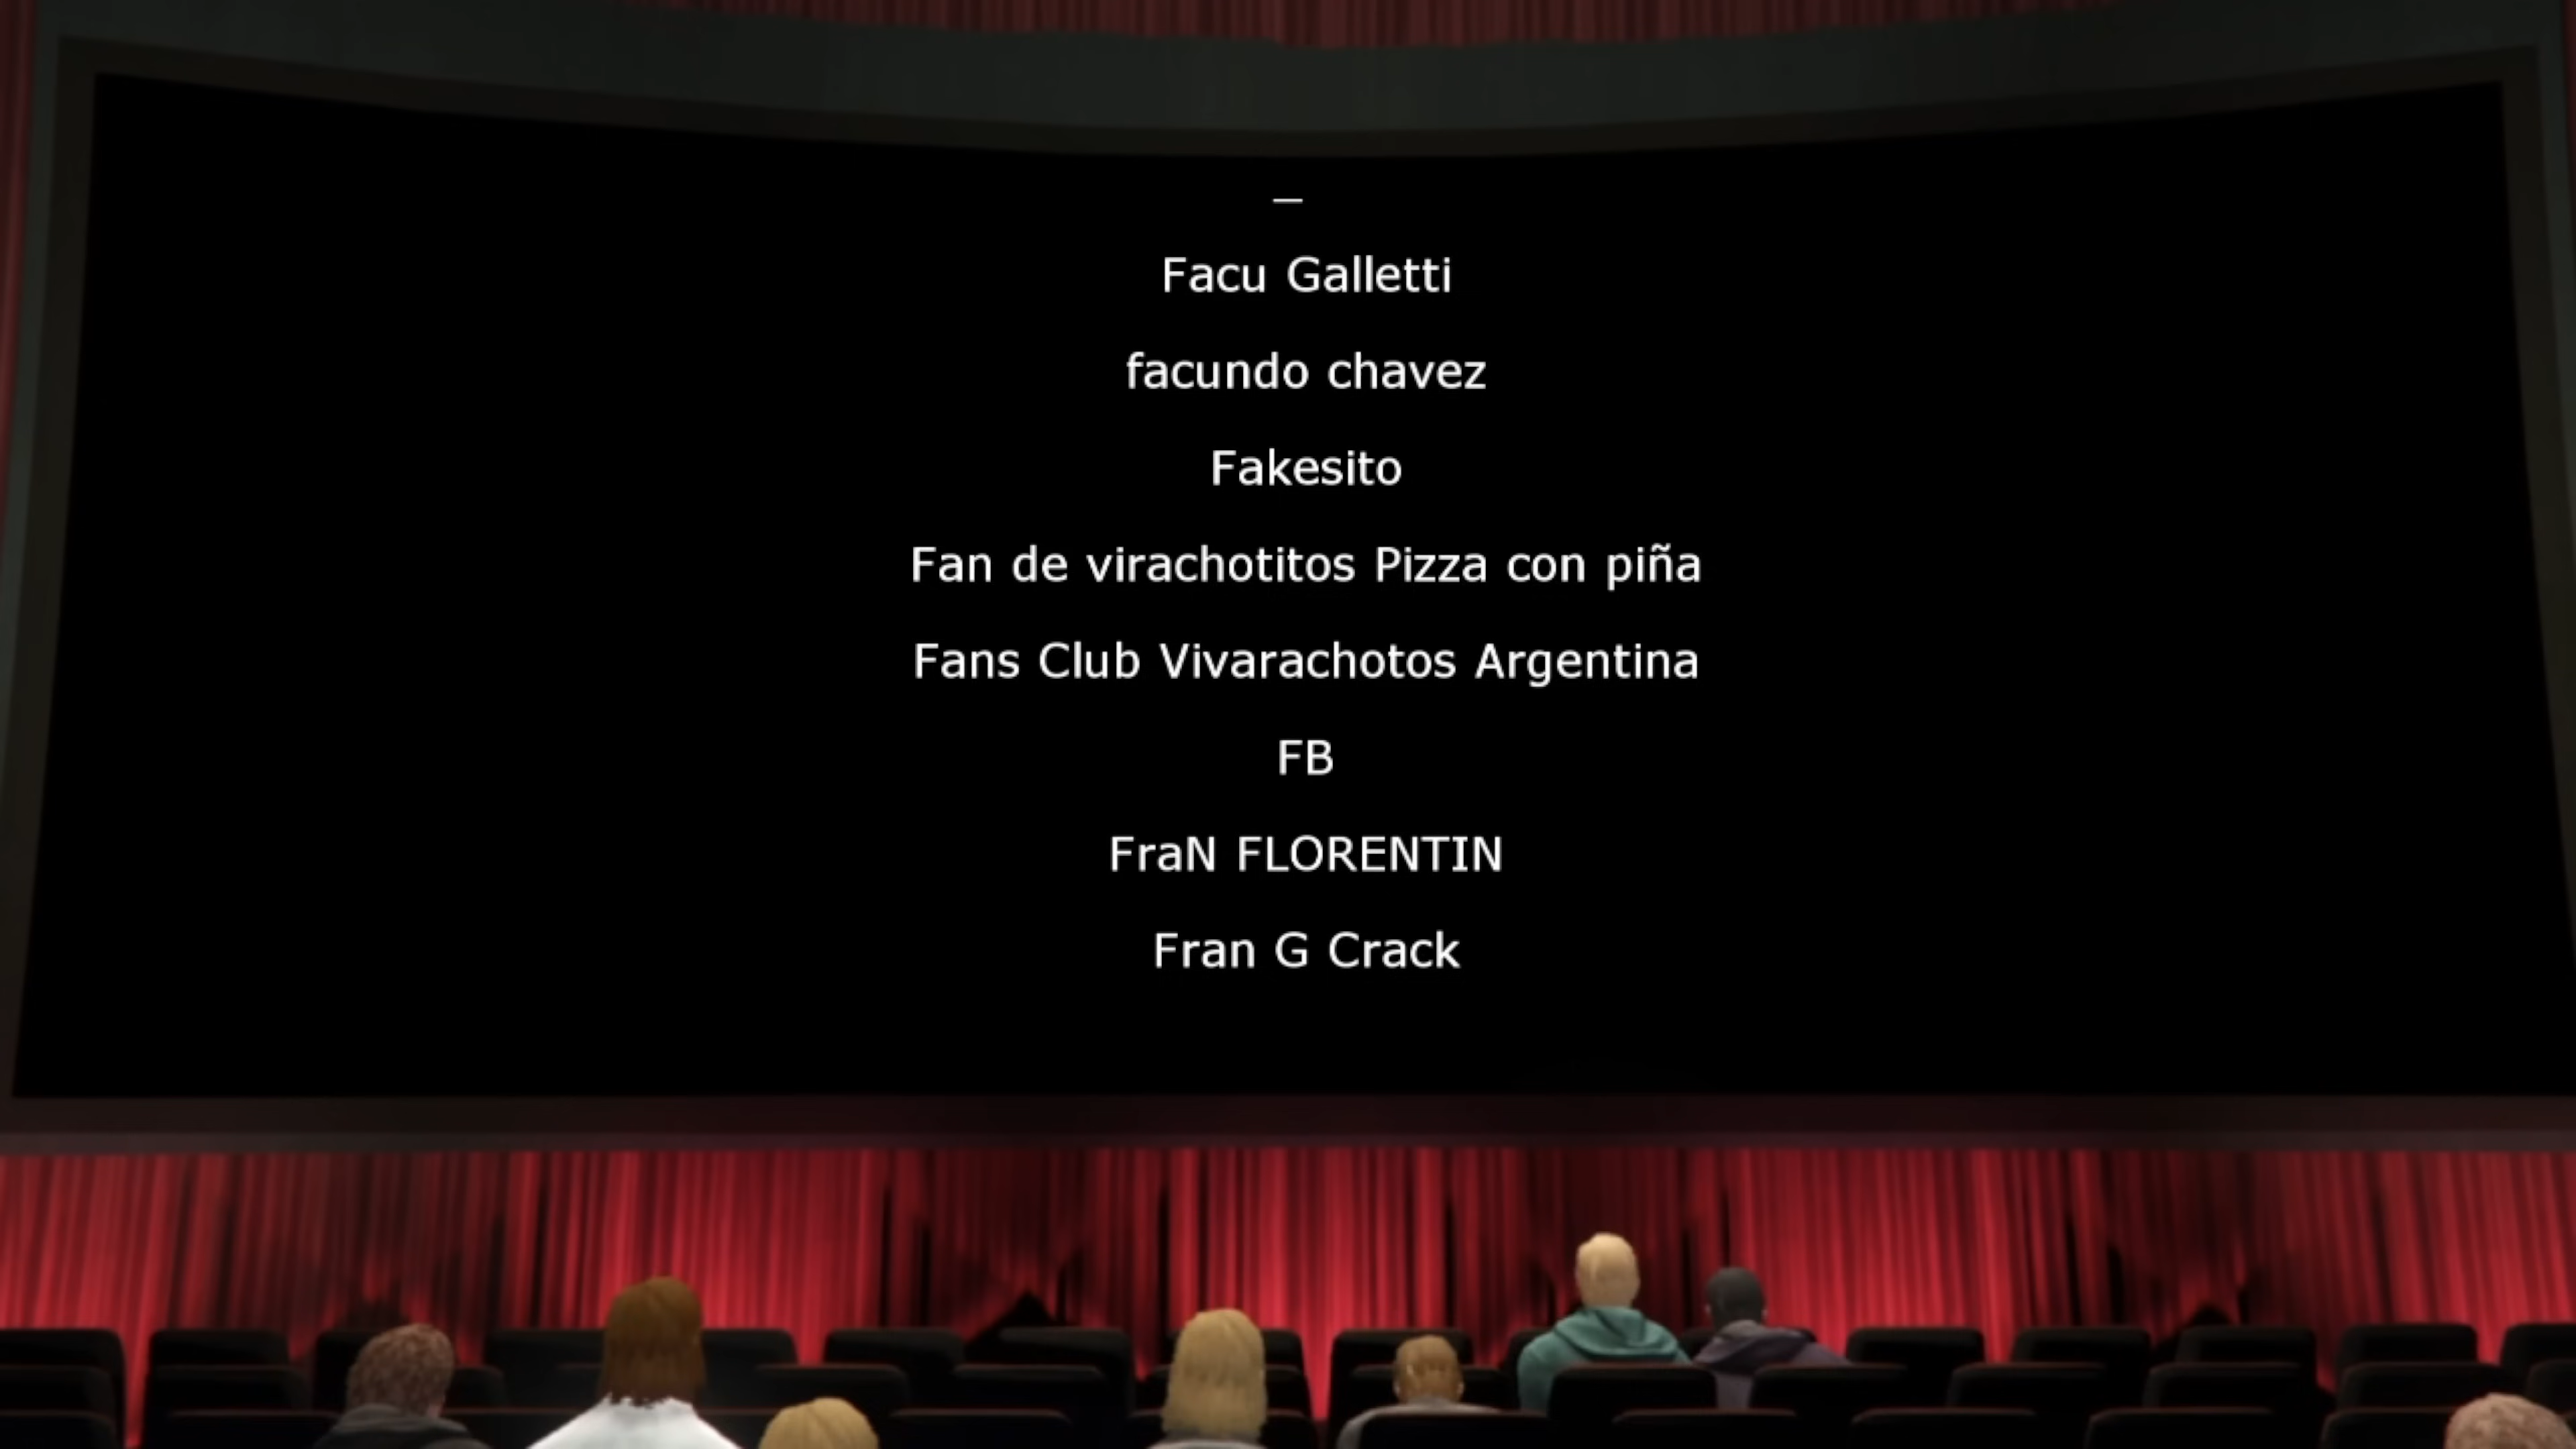 _
Facu Galletti
facundo chavez
Fakesito
Fan de virachotitos Pizza con piña
Fans Club Vivarachotos Argentina
FB
FraN FLORENTIN
Fran G Crack